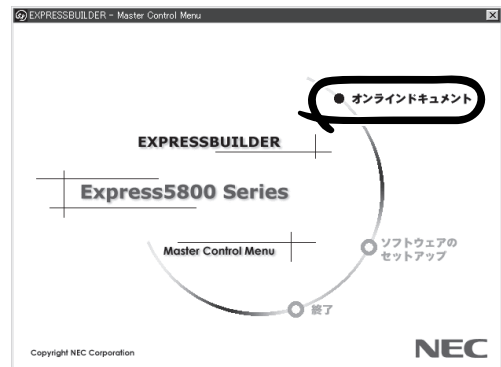 EXPRESSBUILDER - Master Control Menu
オンラインドキュメント
EXPRESSBUILDER
Express5800 Series
Master Control Menu
ソフトウェアの
セットアップ
終了
Copyright NEC Corporation
NEC